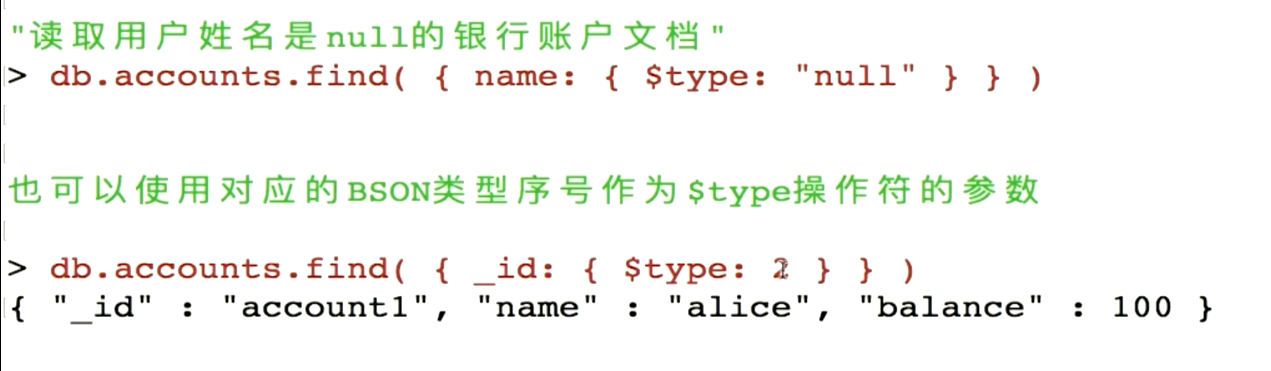 "读取用户姓名是null的银行账户文档"
> db.accounts.find( { name: { $type: "null" } } )
也可以使用对应的BSON类型序号作为$type操作符的参数
> db.accounts.find( { _id: { $type: 2 } } )
{ "_id" : "account1", "name" : "alice", "balance" : 100 }